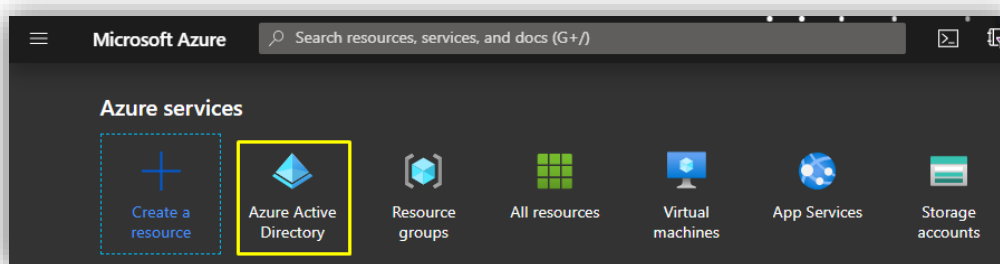 Microsoft Azure
Search resources, services, and docs (G+/)
Azure services
Create a
resource
Azure Active
Directory
Resource
groups
All resources
Virtual
machines
App Services
Storage
accounts